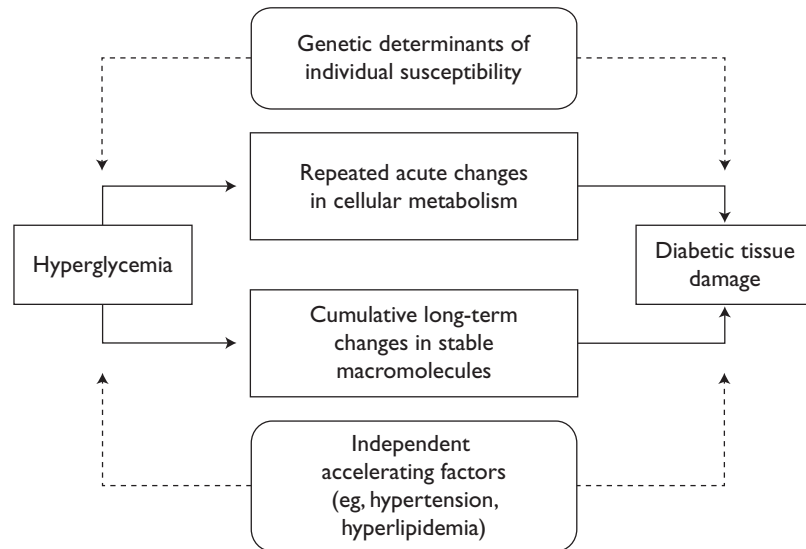 Genetic determinants of
individual susceptibility
Repeated acute changes
in cellular metabolism
Hyperglycemia
Diabetic tissue
damage
Cumulative long-term
changes in stable
macromolecules
Independent
accelerating factors
(eg, hypertension,
hyperlipidemia)